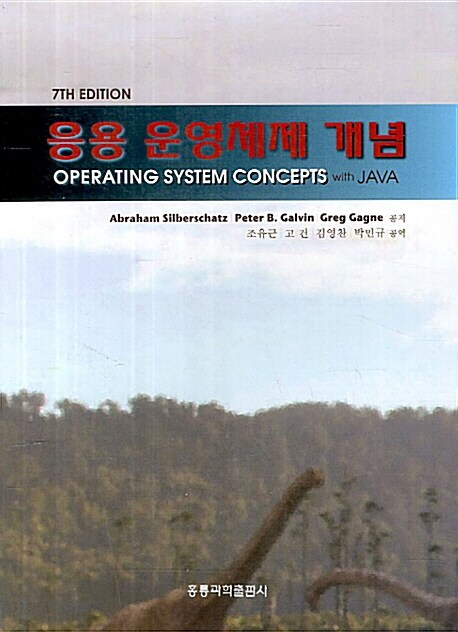 7TH EDITION
응용 운영체제 개념
OPERATING SYSTEM CONCEPTS with JAVA
Abraham Silberschatz | Peter B. Galvin | Greg Gagne 공저
조유근 | 고 건 | 김영찬 | 박민규 공역
홍릉과학출판사